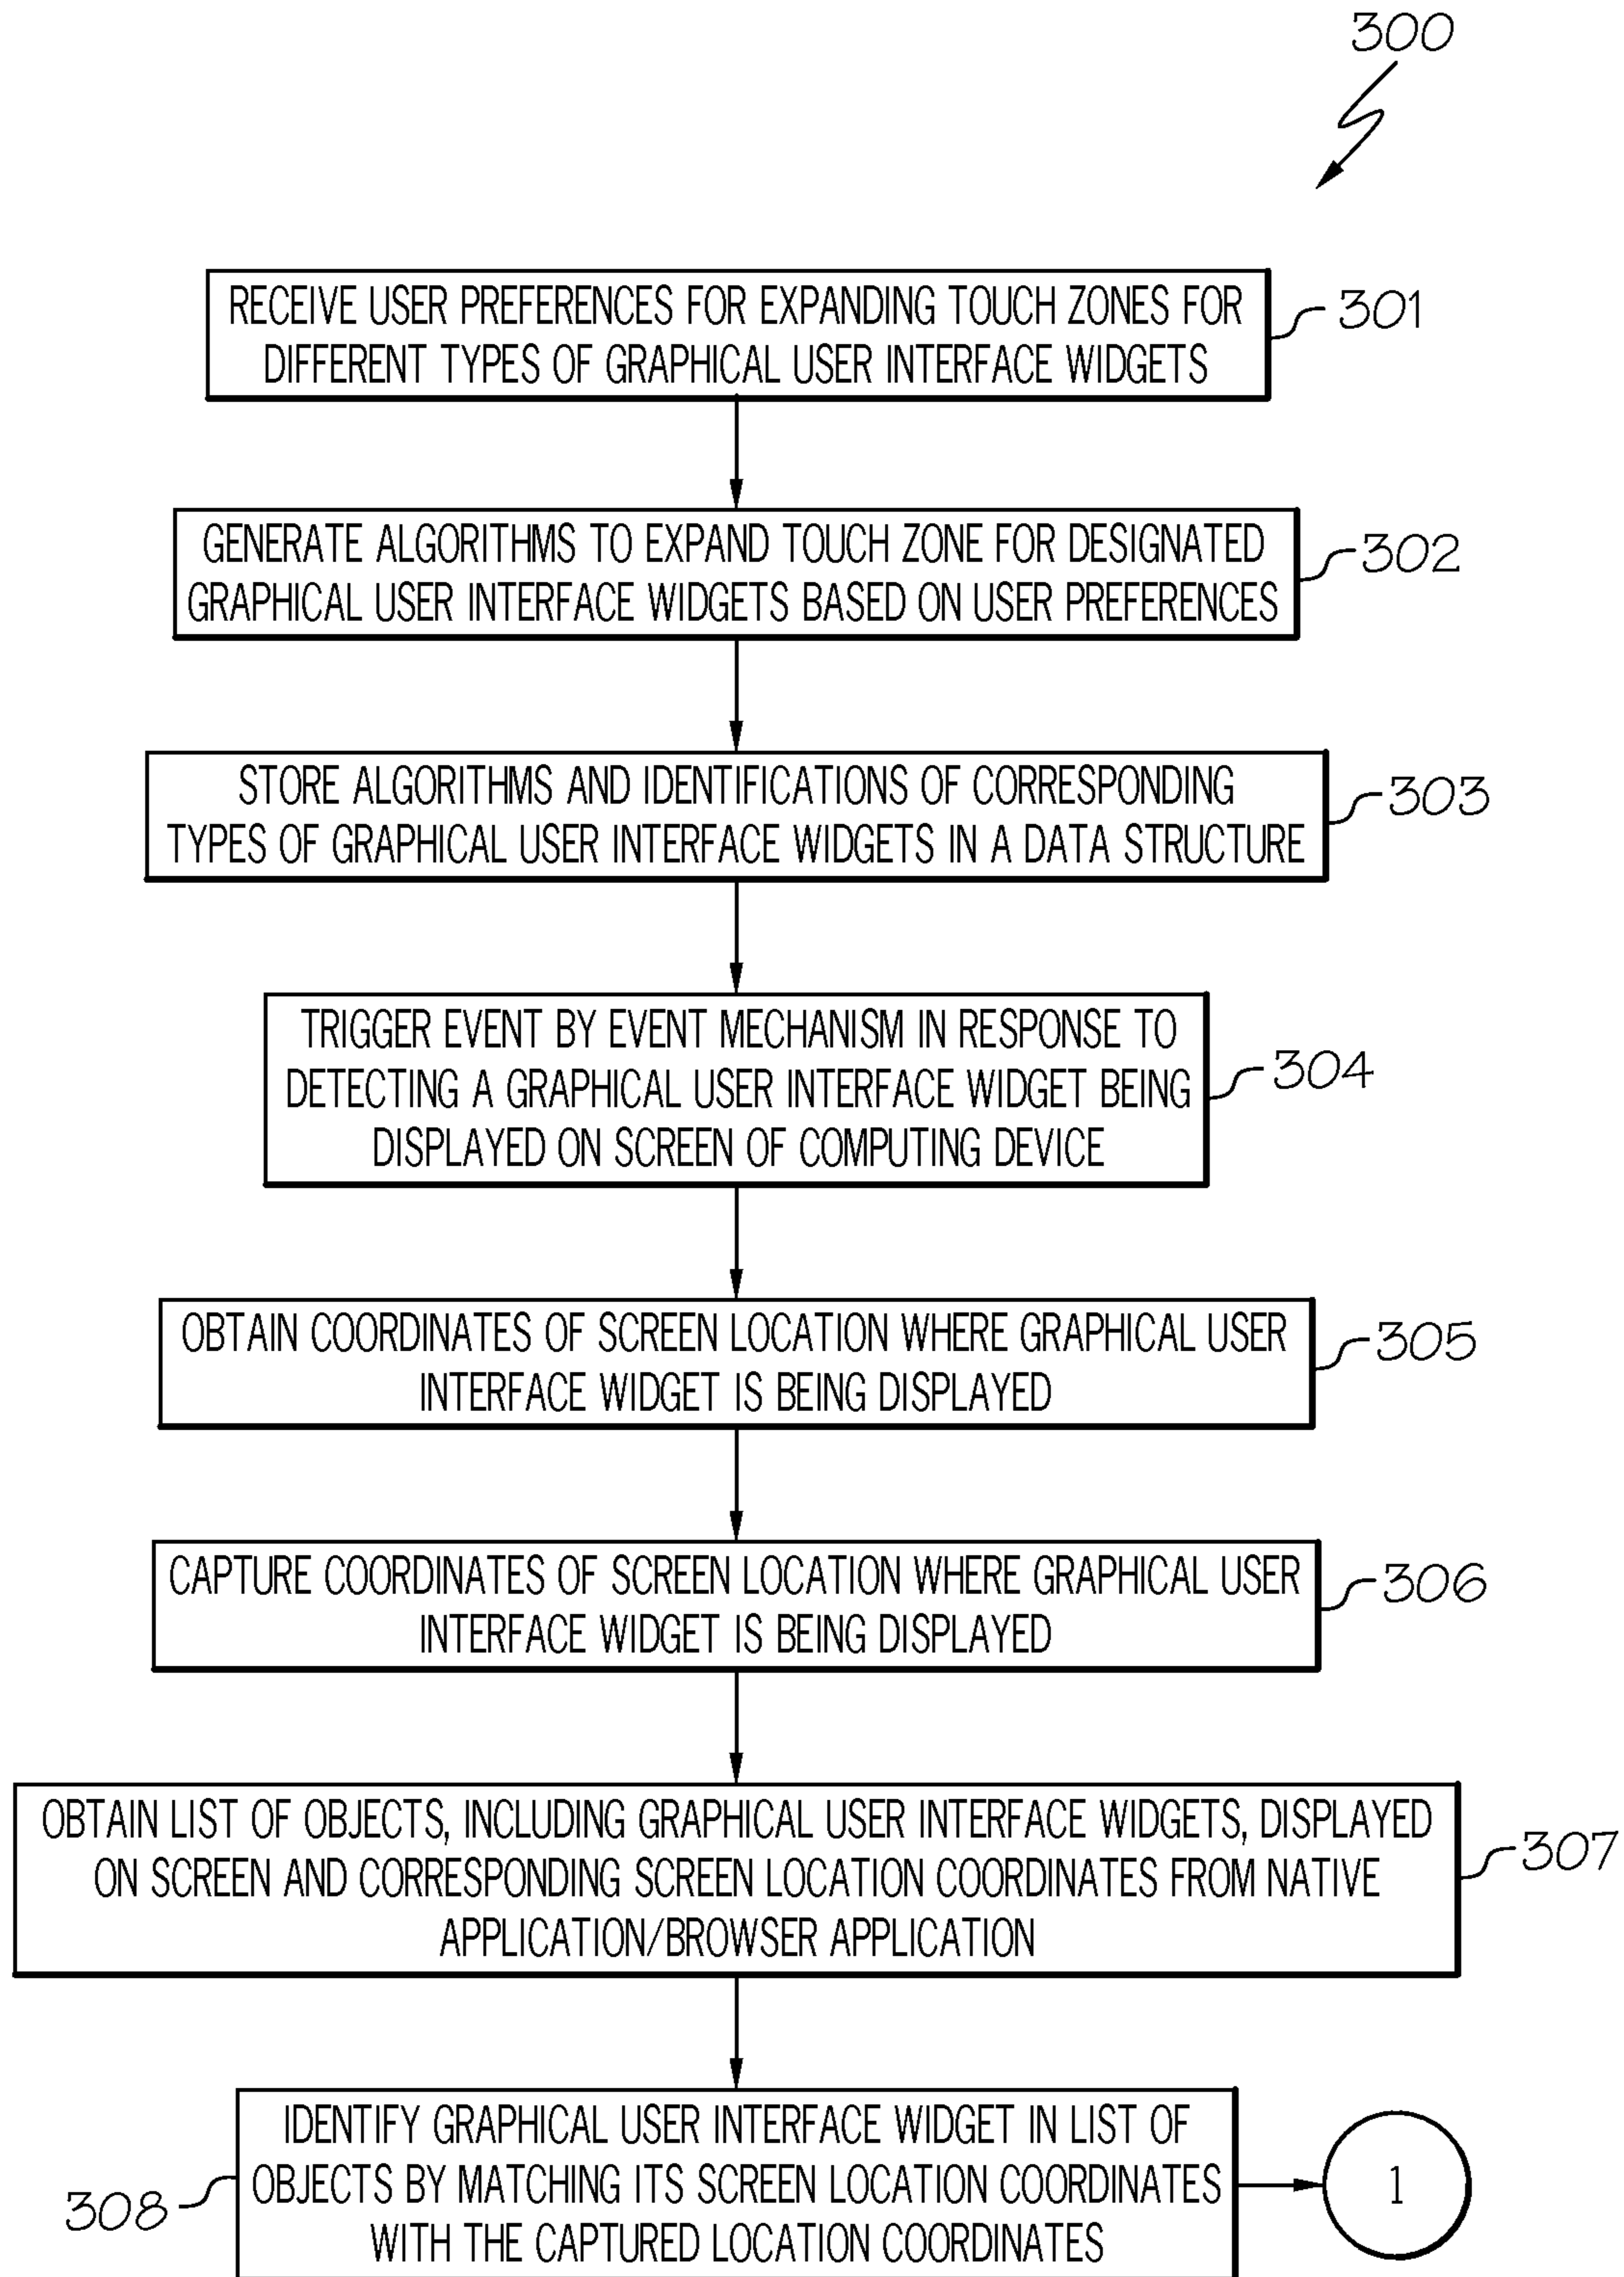 300
RECEIVE USER PREFERENCES FOR EXPANDING TOUCH ZONES FOR
DIFFERENT TYPES OF GRAPHICAL USER INTERFACE WIDGETS
301
GENERATE ALGORITHMS TO EXPAND TOUCH ZONE FOR DESIGNATED
GRAPHICAL USER INTERFACE WIDGETS BASED ON USER PREFERENCES
302
STORE ALGORITHMS AND IDENTIFICATIONS OF CORRESPONDING
TYPES OF GRAPHICAL USER INTERFACE WIDGETS IN A DATA STRUCTURE
303
TRIGGER EVENT BY EVENT MECHANISM IN RESPONSE TO
DETECTING A GRAPHICAL USER INTERFACE WIDGET BEING
DISPLAYED ON SCREEN OF COMPUTING DEVICE
304
OBTAIN COORDINATES OF SCREEN LOCATION WHERE GRAPHICAL USER
INTERFACE WIDGET IS BEING DISPLAYED
305
CAPTURE COORDINATES OF SCREEN LOCATION WHERE GRAPHICAL USER
INTERFACE WIDGET IS BEING DISPLAYED
306
OBTAIN LIST OF OBJECTS, INCLUDING GRAPHICAL USER INTERFACE WIDGETS, DISPLAYED
ON SCREEN AND CORRESPONDING SCREEN LOCATION COORDINATES FROM NATIVE
APPLICATION/BROWSER APPLICATION
307
IDENTIFY GRAPHICAL USER INTERFACE WIDGET IN LIST OF
OBJECTS BY MATCHING ITS SCREEN LOCATION COORDINATES
WITH THE CAPTURED LOCATION COORDINATES
308
1